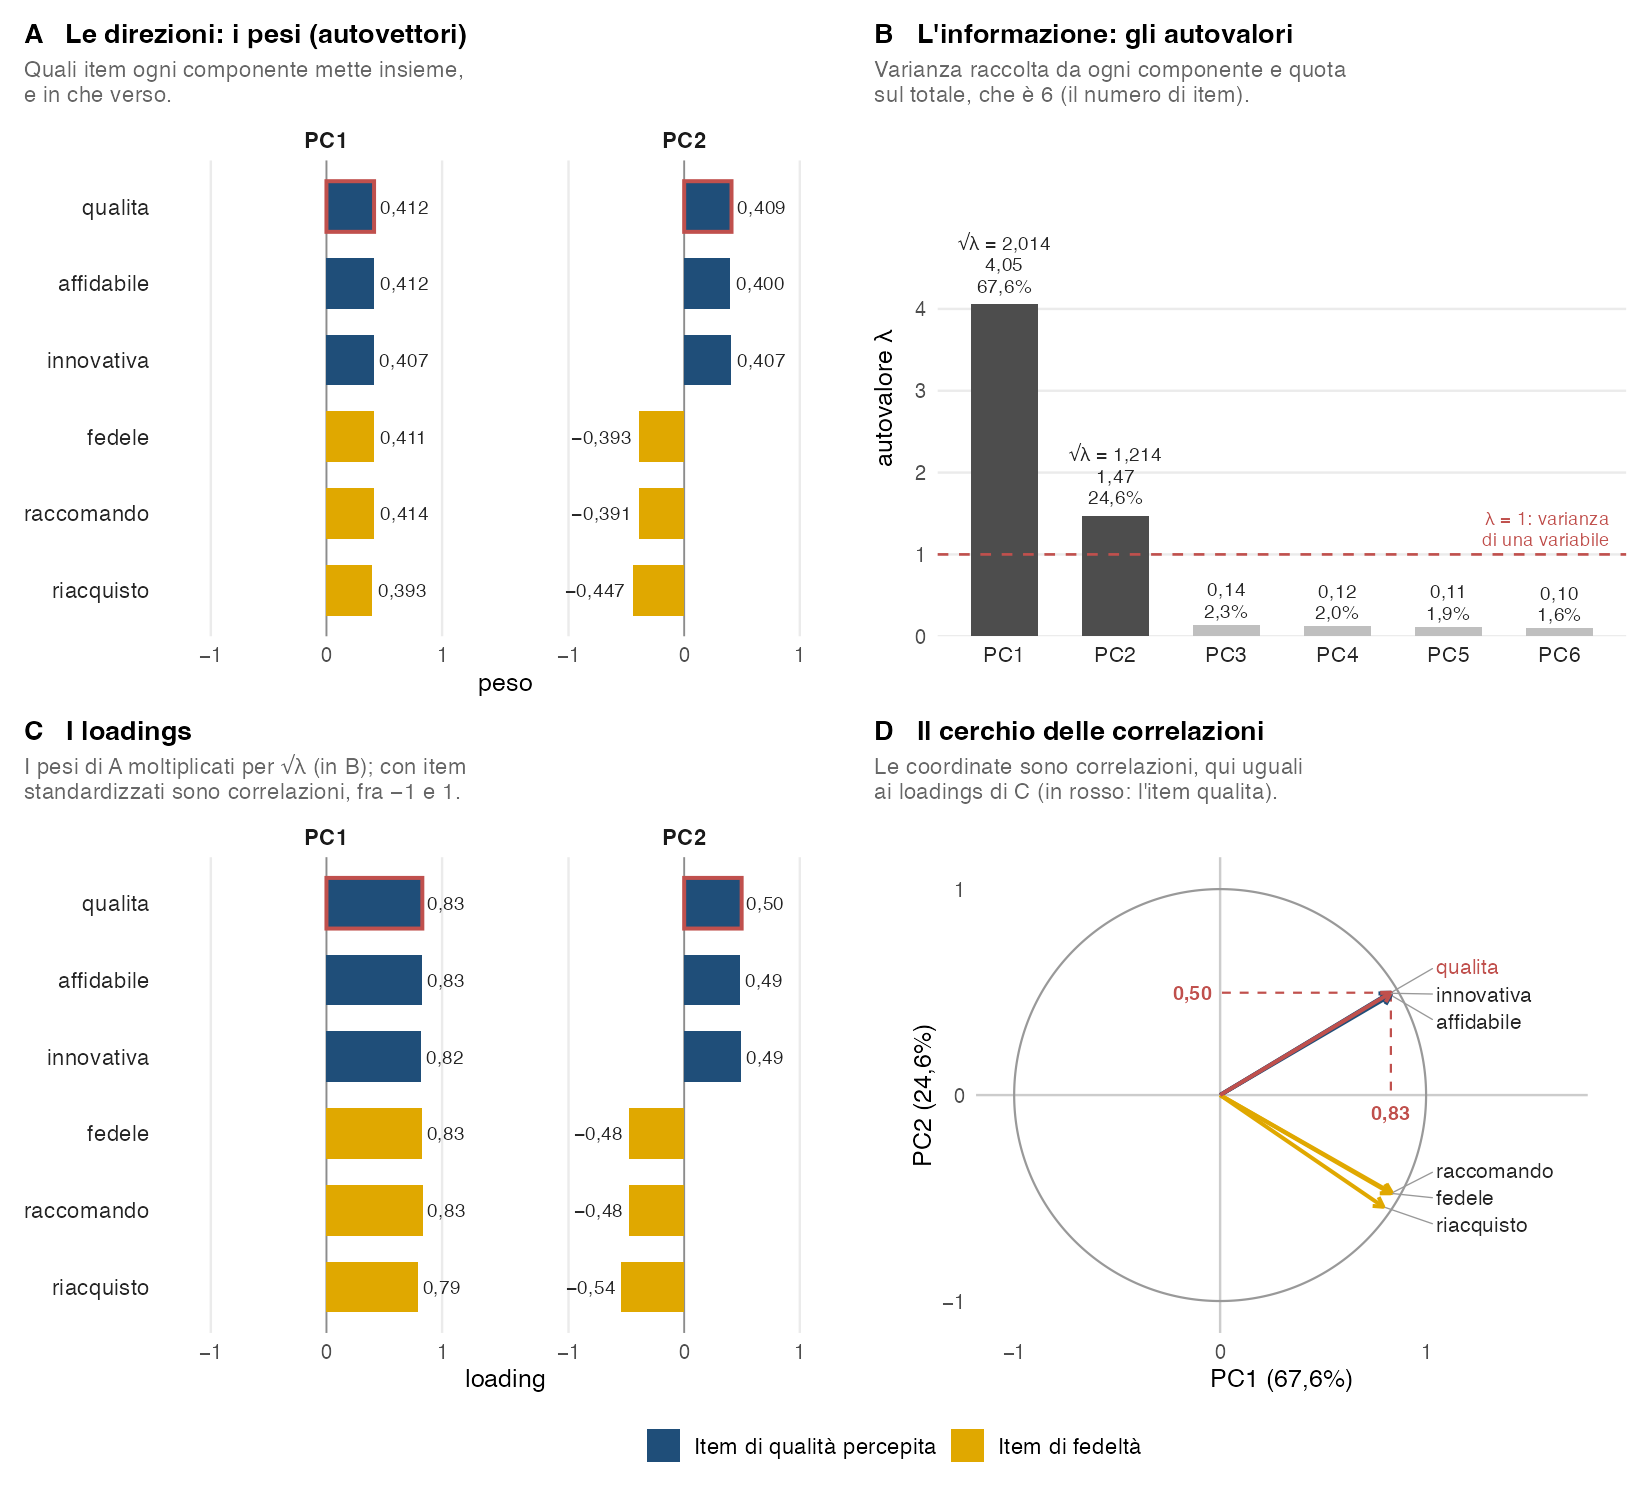 A Le direzioni: i pesi (autovettori)
Quali item ogni componente mette insieme,
e in che verso.
PC1 PC2
qualita 0,412 0,409
affidabile 0,412 0,400
innovativa 0,407 0,407
fedele 0,411 −0,393
raccomando 0,414 −0,391
riacquisto 0,393 −0,447
−1 0 1 −1 0 1
peso
B L'informazione: gli autovalori
Varianza raccolta da ogni componente e quota
sul totale, che è 6 (il numero di item).
autovalore λ
4
3
2
1
0
√λ = 2,014
4,05
67,6%
√λ = 1,214
1,47
24,6%
λ = 1: varianza
di una variabile
0,14
2,3%
0,12
2,0%
0,11
1,9%
0,10
1,6%
PC1 PC2 PC3 PC4 PC5 PC6
C I loadings
I pesi di A moltiplicati per √λ (in B); con item
standardizzati sono correlazioni, fra −1 e 1.
PC1 PC2
qualita 0,83 0,50
affidabile 0,83 0,49
innovativa 0,82 0,49
fedele 0,83 −0,48
raccomando 0,83 −0,48
riacquisto 0,79 −0,54
−1 0 1 −1 0 1
loading
D Il cerchio delle correlazioni
Le coordinate sono correlazioni, qui uguali
ai loadings di C (in rosso: l'item qualita).
PC2 (24,6%)
1
0
−1
qualita
innovativa
affidabile
0,50
0,83
raccomando
fedele
riacquisto
−1 0 1
PC1 (67,6%)
Item di qualità percepita Item di fedeltà